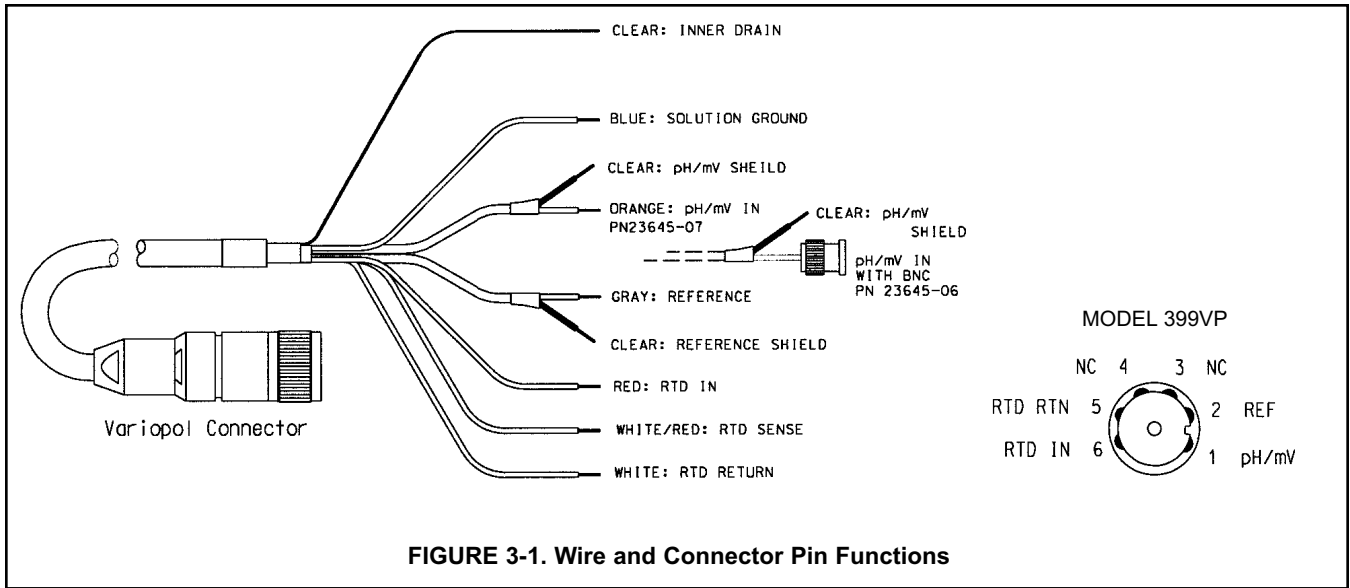 CLEAR: INNER DRAIN
BLUE: SOLUTION GROUND
CLEAR: pH/mV SHEILD
ORANGE: pH/mV IN
PN23645-07
CLEAR: pH/mV
SHIELD
pH/mV IN
WITH BNC
PN 23645-06
GRAY: REFERENCE
CLEAR: REFERENCE SHIELD
RED: RTD IN
WHITE/RED: RTD SENSE
WHITE: RTD RETURN
Variopol Connector
MODEL 399VP
NC 4 3 NC
RTD RTN 5 2 REF
RTD IN 6 1 pH/mV
FIGURE 3-1. Wire and Connector Pin Functions